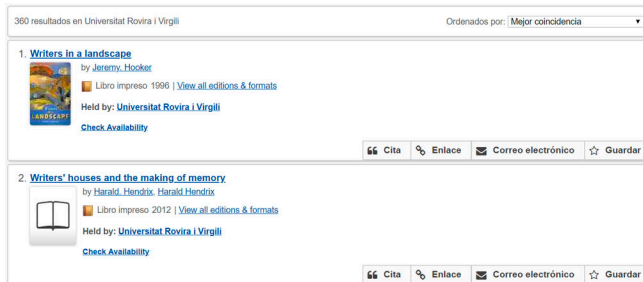 360 resultados en Universitat Rovira i Virgili
Ordenados por: Mejor coincidencia
1. Writers in a landscape
by Jeremy. Hooker
Libro impreso 1996 | View all editions & formats
Held by: Universitat Rovira i Virgili
Check Availability
LANDSCAPE
Cita Enlace Correo electrónico Guardar
2. Writers' houses and the making of memory
by Harald. Hendrix, Harald Hendrix
Libro impreso 2012 | View all editions & formats
Held by: Universitat Rovira i Virgili
Check Availability
Cita Enlace Correo electrónico Guardar